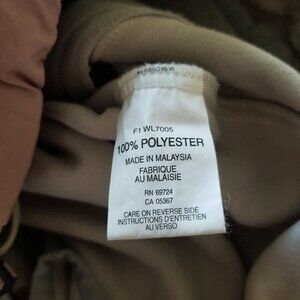 F1 WL7005
100% POLYESTER
MADE IN MALAYSIA
FABRIQUE
AU MALAISIE
RN 69724
CA 05367
CARE ON REVERSE SIDE
INSTRUCTIONS D'ENTRETIEN
AU VERSO